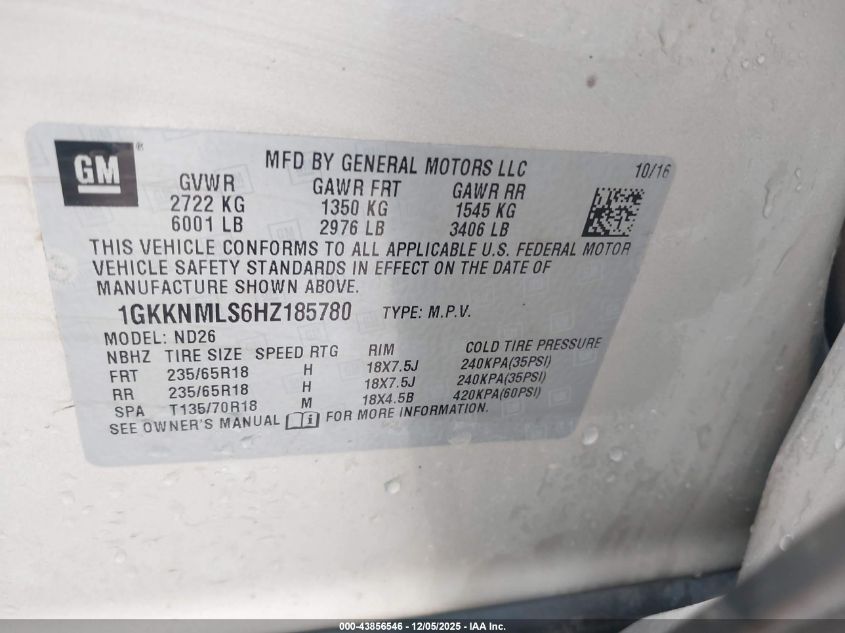 GM®
MFD BY GENERAL MOTORS LLC 10/16
GVWR GAWR FRT GAWR RR
2722 KG 1350 KG 1545 KG
6001 LB 2976 LB 3406 LB
THIS VEHICLE CONFORMS TO ALL APPLICABLE U.S. FEDERAL MOTOR
VEHICLE SAFETY STANDARDS IN EFFECT ON THE DATE OF
MANUFACTURE SHOWN ABOVE.
1GKKNMLS6HZ185780 TYPE: M.P.V.
MODEL: ND26
NBHZ TIRE SIZE SPEED RTG RIM COLD TIRE PRESSURE
FRT 235/65R18 H 18X7.5J 240KPA(35PSI)
RR 235/65R18 H 18X7.5J 240KPA(35PSI)
SPA T135/70R18 M 18X4.5B 420KPA(60PSI)
SEE OWNER'S MANUAL FOR MORE INFORMATION.
000-43856546 - 12/05/2025 - IAA Inc.